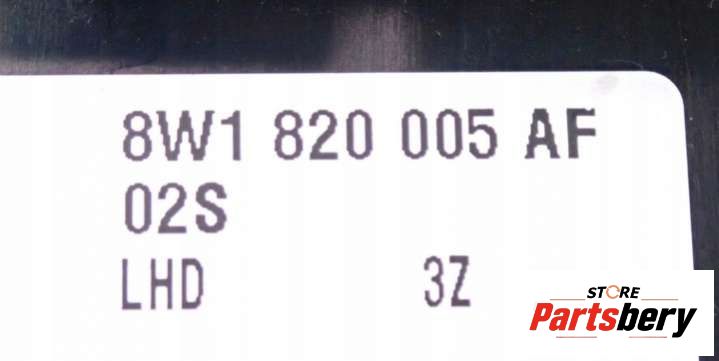 8W1 820 005 AF
02S
LHD 3Z
STORE
Partsbery